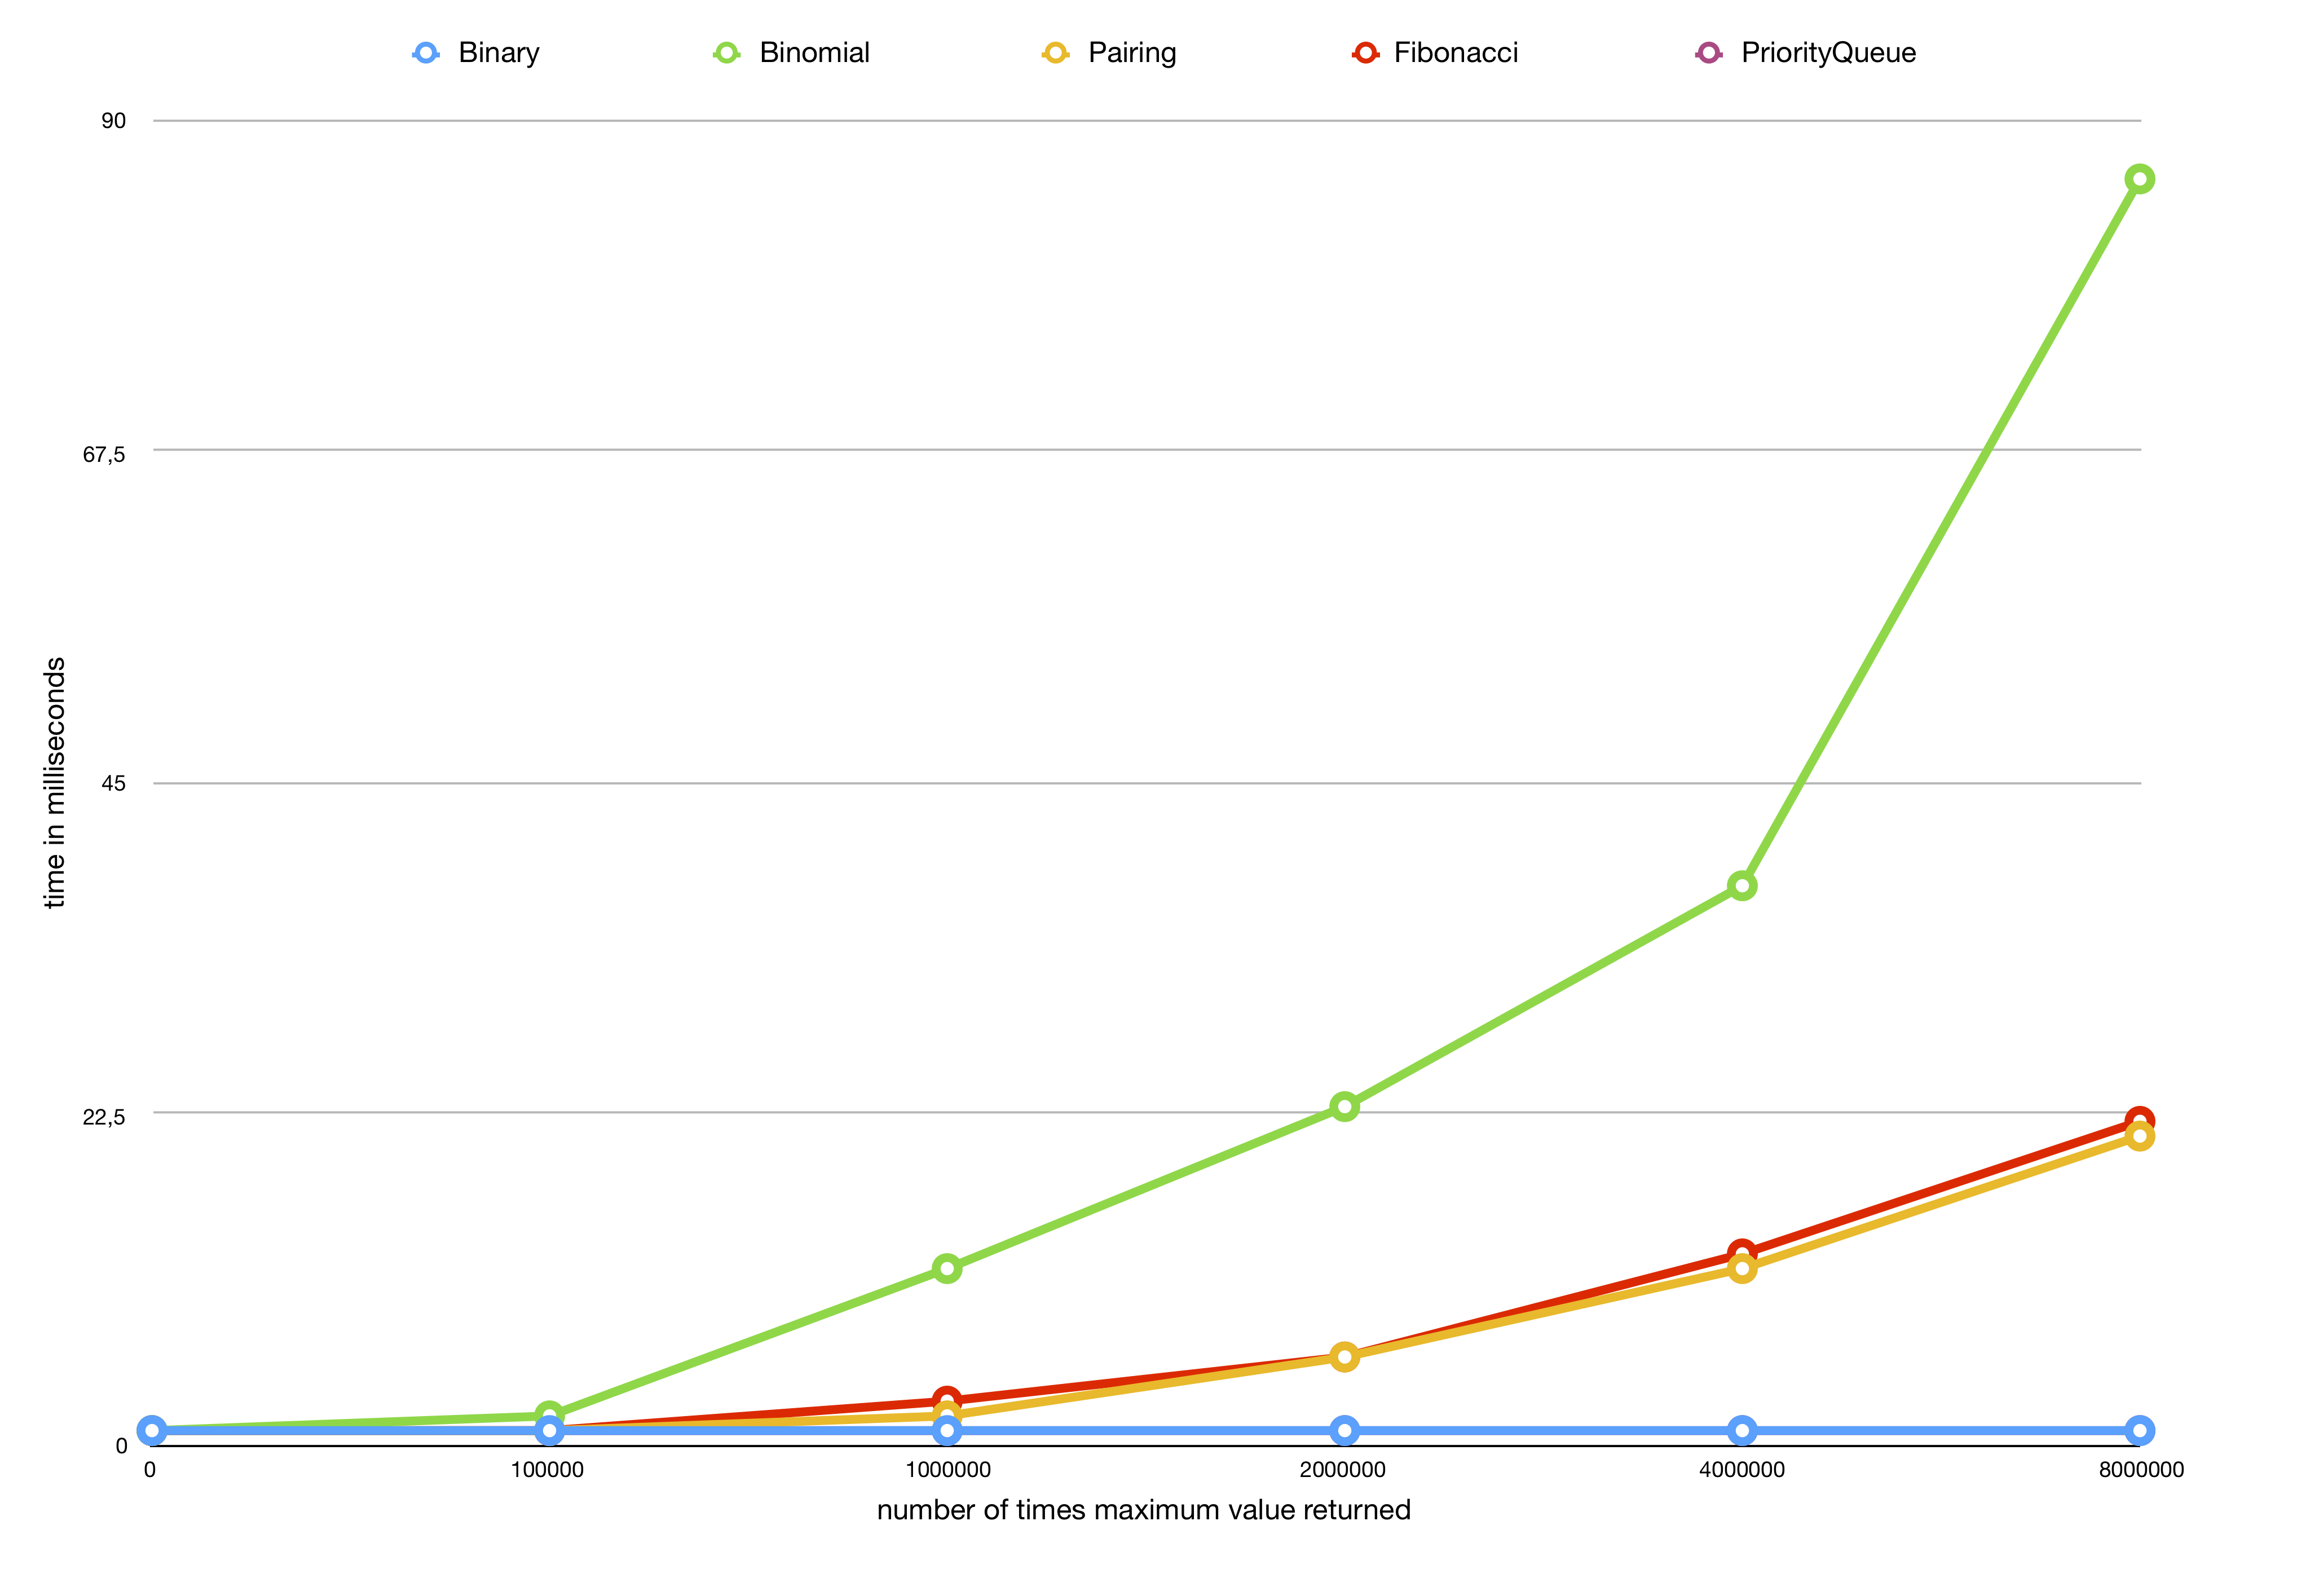 Binary Binomial Pairing Fibonacci PriorityQueue
90
67,5
45
22,5
0
time in milliseconds
0 100000 1000000 2000000 4000000 8000000
number of times maximum value returned